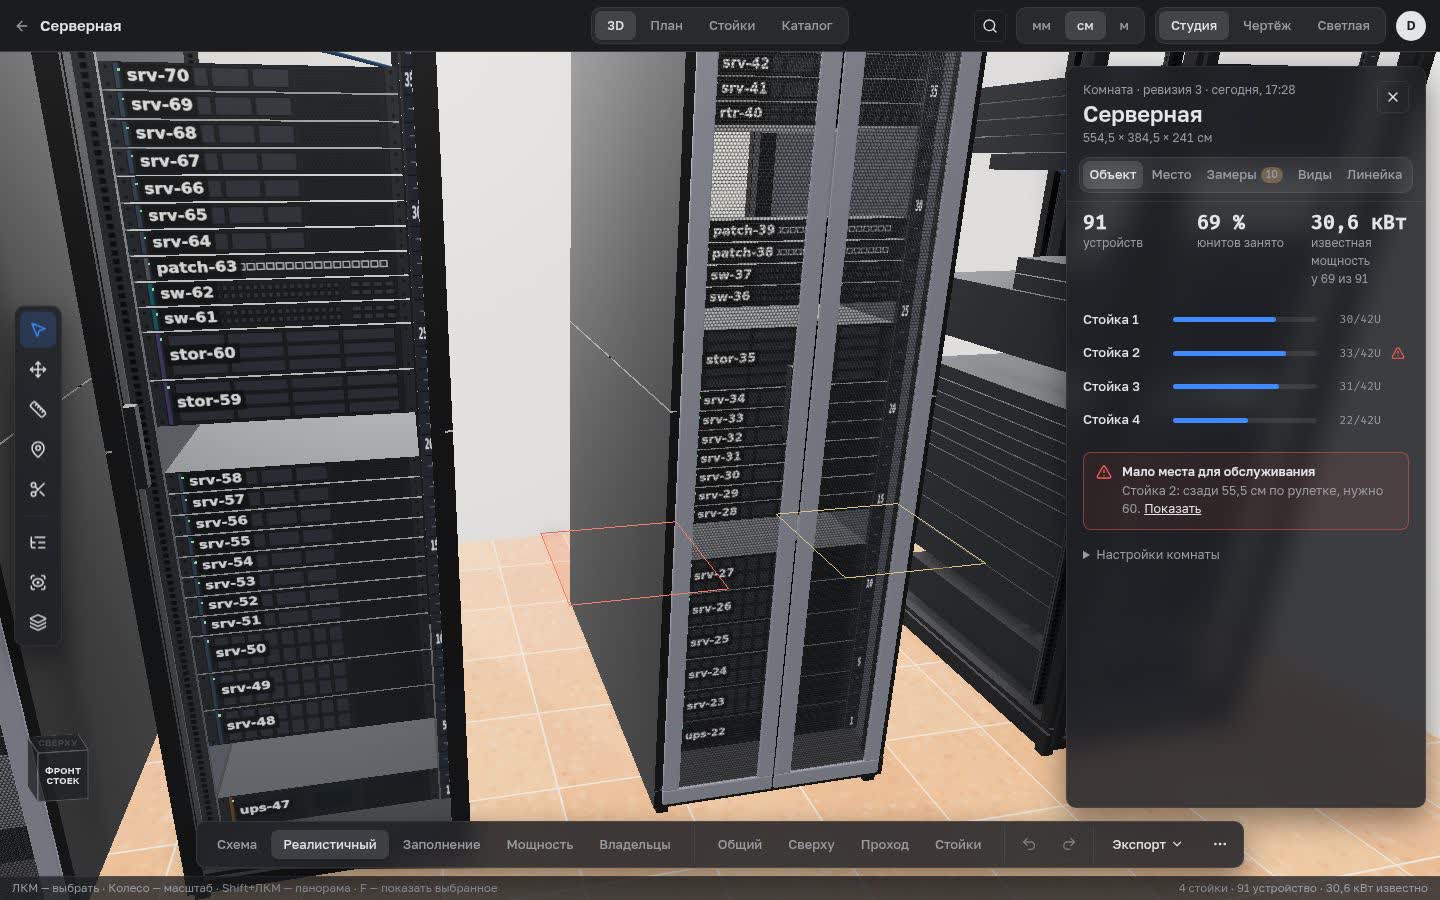 Серверная
3D План Стойки Каталог
мм см м
Студия Чертёж Светлая
D
srv-70
srv-69
srv-68
srv-67
srv-66
srv-65
srv-64
patch-63
sw-62
sw-61
stor-60
stor-59
srv-58
srv-57
srv-56
srv-55
srv-54
srv-53
srv-52
srv-51
srv-50
srv-49
srv-48
ups-47
srv-42
srv-41
rtr-40
patch-39
patch-38
sw-37
sw-36
stor-35
srv-34
srv-33
srv-32
srv-31
srv-30
srv-29
srv-28
srv-27
srv-26
srv-25
srv-24
srv-23
ups-22
35
30
25
20
15
10
5
1
Комната · ревизия 3 · сегодня, 17:28
Серверная
554,5 × 384,5 × 241 см
Объект Место Замеры 10 Виды Линейка
91 69 % 30,6 кВт
устройств юнитов занято известная
мощность
у 69 из 91
Стойка 1 30/42U
Стойка 2 33/42U
Стойка 3 31/42U
Стойка 4 22/42U
Мало места для обслуживания
Стойка 2: сзади 55,5 см по рулетке, нужно
60. Показать
Настройки комнаты
СВЕРХУ
ФРОНТ
СТОЕК
Схема Реалистичный Заполнение Мощность Владельцы Общий Сверху Проход Стойки Экспорт
ЛКМ — выбрать · Колесо — масштаб · Shift+ЛКМ — панорама · F — показать выбранное
4 стойки · 91 устройство · 30,6 кВт известно